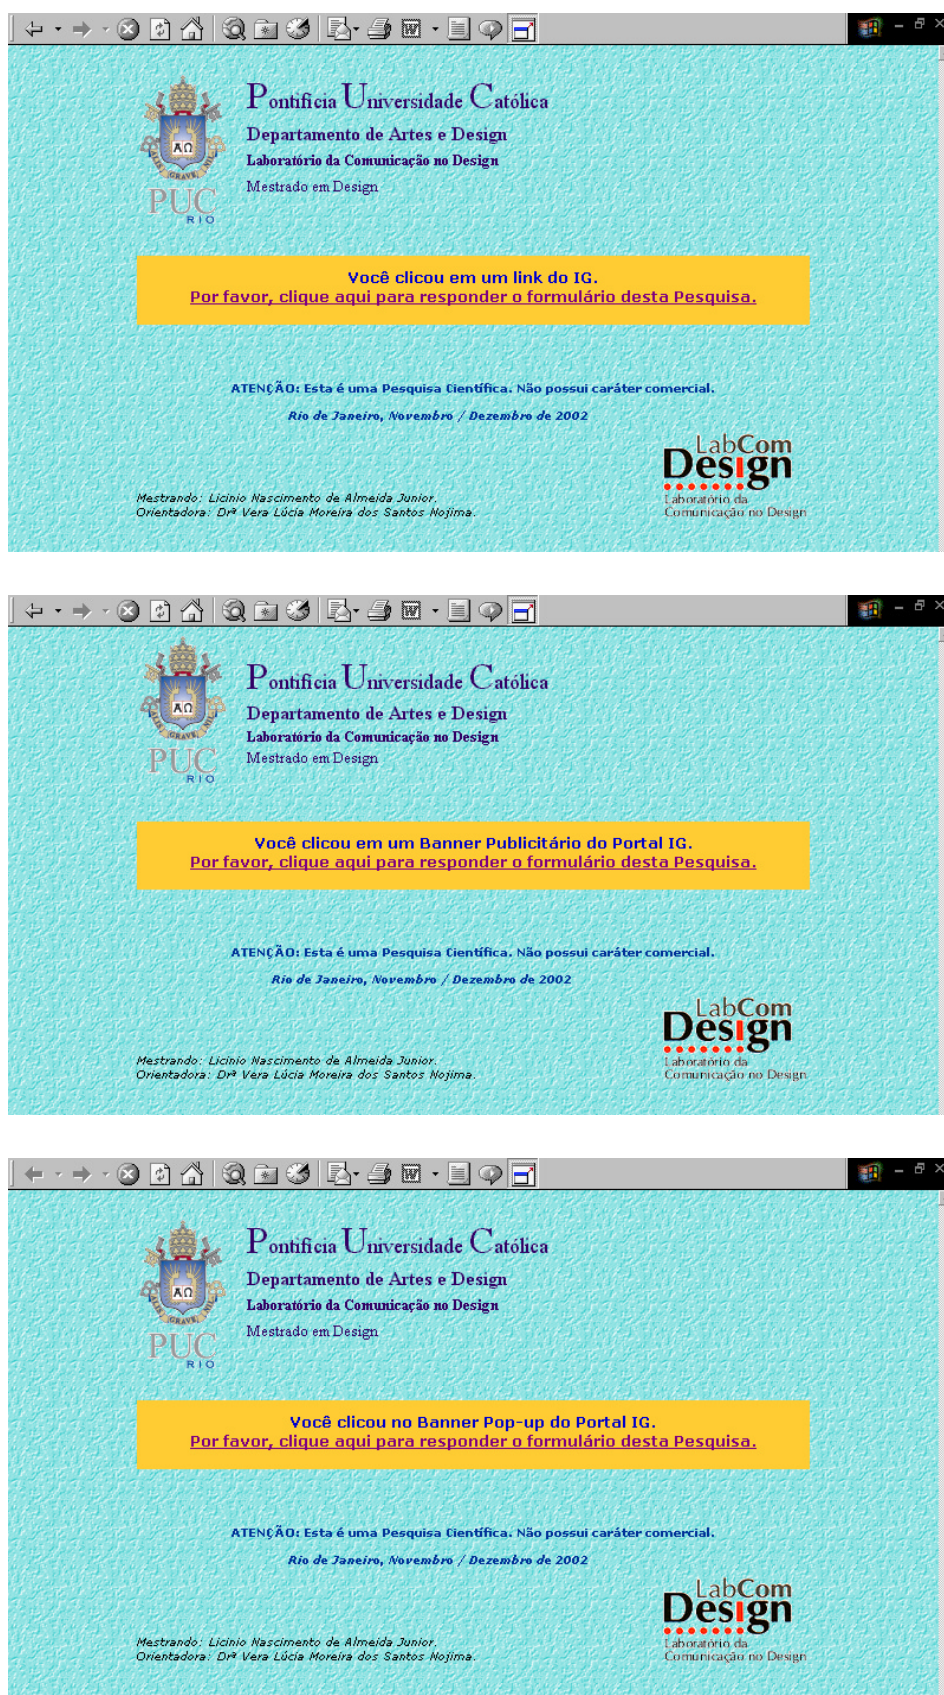 Pontifícia Universidade Católica
Departamento de Artes e Design
Laboratório da Comunicação no Design
Mestrado em Design
ΑΩ
GRAVE
PUC
RIO
Você clicou em um link do IG.
Por favor, clique aqui para responder o formulário desta Pesquisa.
ATENÇÃO: Esta é uma Pesquisa Científica. Não possui caráter comercial.
Rio de Janeiro, Novembro / Dezembro de 2002
LabCom
Design
Laboratório da
Comunicação no Design
Mestrando: Licinio Nascimento de Almeida Junior.
Orientadora: Drª Vera Lúcia Moreira dos Santos Nojima.
Pontifícia Universidade Católica
Departamento de Artes e Design
Laboratório da Comunicação no Design
Mestrado em Design
ΑΩ
GRAVE
PUC
RIO
Você clicou em um Banner Publicitário do Portal IG.
Por favor, clique aqui para responder o formulário desta Pesquisa.
ATENÇÃO: Esta é uma Pesquisa Científica. Não possui caráter comercial.
Rio de Janeiro, Novembro / Dezembro de 2002
LabCom
Design
Laboratório da
Comunicação no Design
Mestrando: Licinio Nascimento de Almeida Junior.
Orientadora: Drª Vera Lúcia Moreira dos Santos Nojima.
Pontifícia Universidade Católica
Departamento de Artes e Design
Laboratório da Comunicação no Design
Mestrado em Design
ΑΩ
GRAVE
PUC
RIO
Você clicou no Banner Pop-up do Portal IG.
Por favor, clique aqui para responder o formulário desta Pesquisa.
ATENÇÃO: Esta é uma Pesquisa Científica. Não possui caráter comercial.
Rio de Janeiro, Novembro / Dezembro de 2002
LabCom
Design
Laboratório da
Comunicação no Design
Mestrando: Licinio Nascimento de Almeida Junior.
Orientadora: Drª Vera Lúcia Moreira dos Santos Nojima.